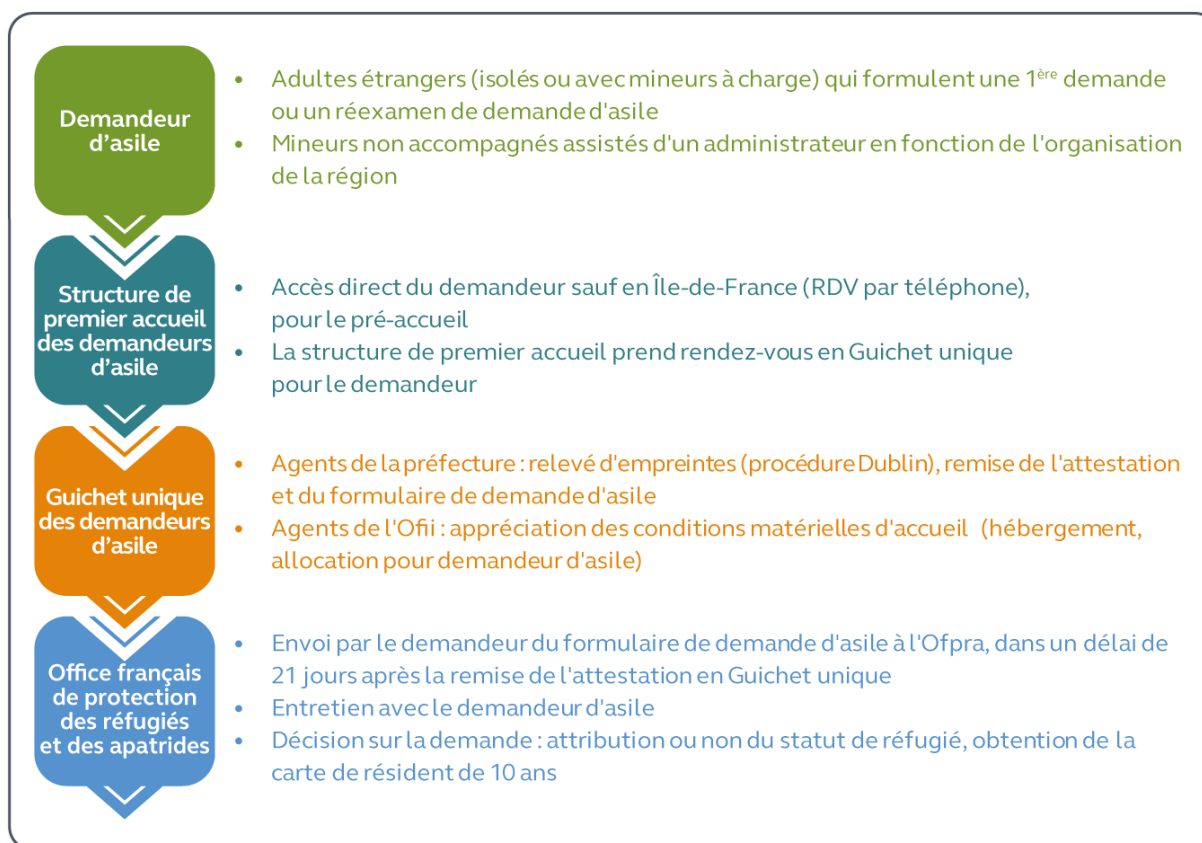 Demandeur
d’asile
• Adultes étrangers (isolés ou avec mineurs à charge) qui formulent une 1ère demande
ou un réexamen de demande d'asile
• Mineurs non accompagnés assistés d'un administrateur en fonction de l'organisation
de la région
Structure de
premier accueil
des demandeurs
d’asile
• Accès direct du demandeur sauf en Île-de-France (RDV par téléphone),
pour le pré-accueil
• La structure de premier accueil prend rendez-vous en Guichet unique
pour le demandeur
Guichet unique
des demandeurs
d’asile
• Agents de la préfecture : relevé d'empreintes (procédure Dublin), remise de l'attestation
et du formulaire de demande d'asile
• Agents de l'Ofii : appréciation des conditions matérielles d'accueil (hébergement,
allocation pour demandeur d'asile)
Office français
de protection
des réfugiés
et des apatrides
• Envoi par le demandeur du formulaire de demande d'asile à l'Ofpra, dans un délai de
21 jours après la remise de l'attestation en Guichet unique
• Entretien avec le demandeur d'asile
• Décision sur la demande : attribution ou non du statut de réfugié, obtention de la
carte de résident de 10 ans